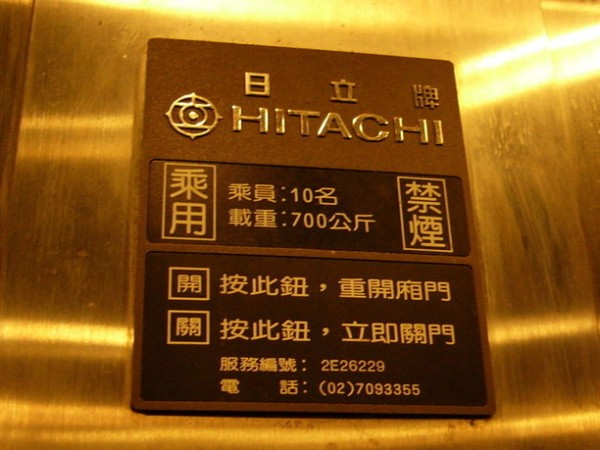 日立牌
HITACHI
乘用
乘員:10名
載重:700公斤
禁煙
開 按此鈕,重開廂門
關 按此鈕,立即關門
服務編號: 2E26229
電話: (02)7093355